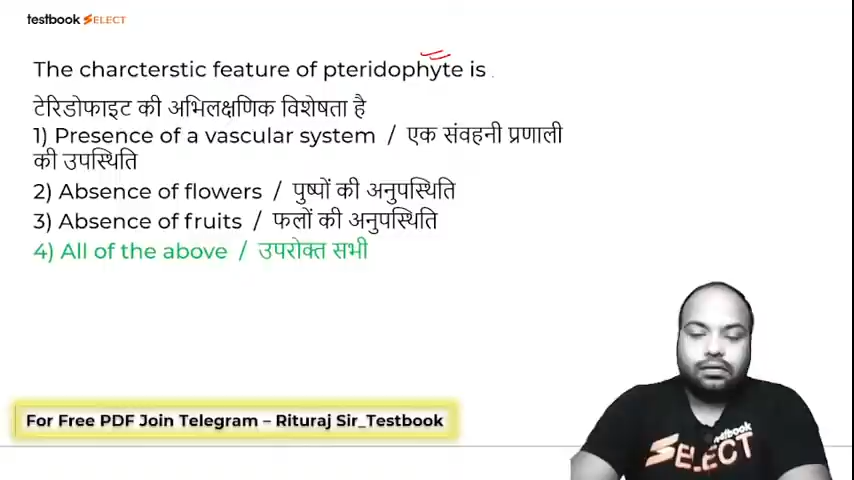 testbook SELECT
The charcterstic feature of pteridophyte is
टेरिडोफाइट की अभिलक्षणिक विशेषता है
1) Presence of a vascular system / एक संवहनी प्रणाली
की उपस्थिति
2) Absence of flowers / पुष्पों की अनुपस्थिति
3) Absence of fruits / फलों की अनुपस्थिति
4) All of the above / उपरोक्त सभी
For Free PDF Join Telegram – Rituraj Sir_Testbook
testbook
SELECT